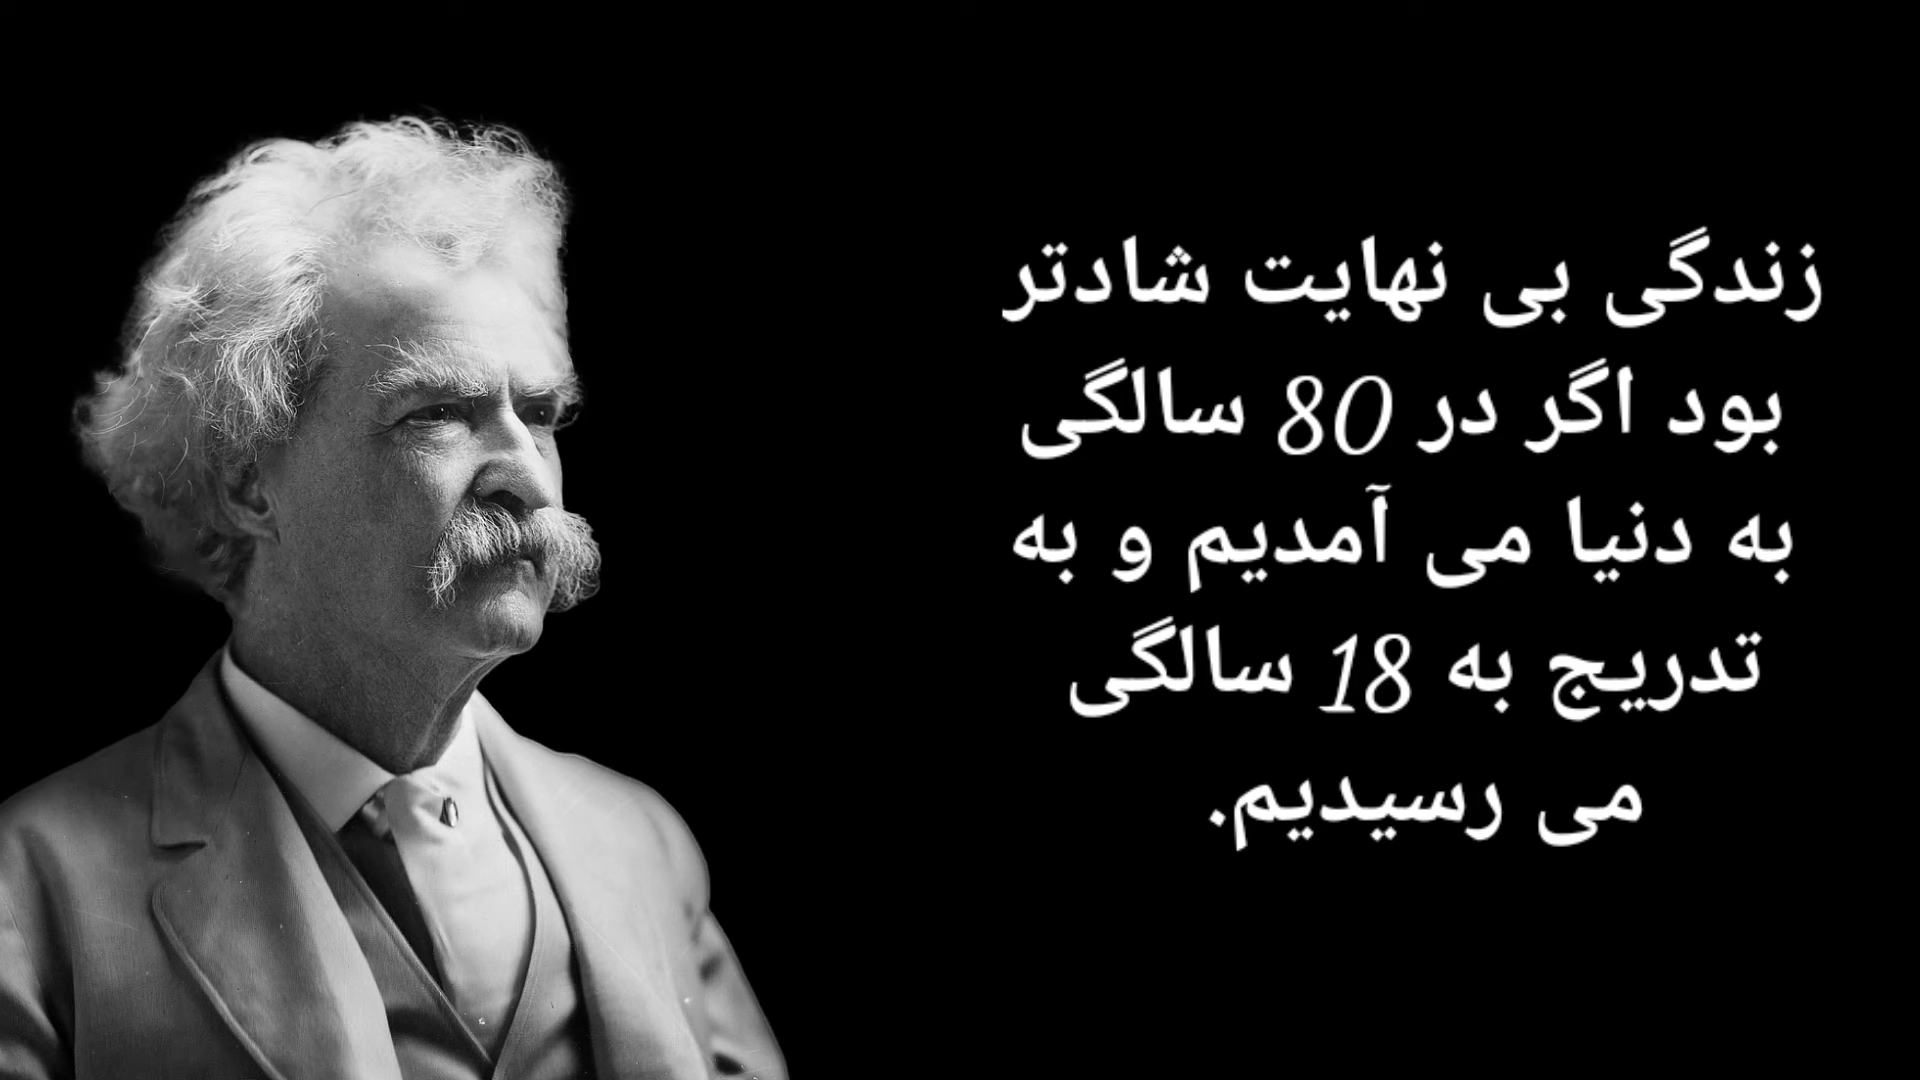 زندگی بی نهایت شادتر
بود اگر در 80 سالگی
به دنیا می آمدیم و به
تدریج به 18 سالگی
می رسیدیم.